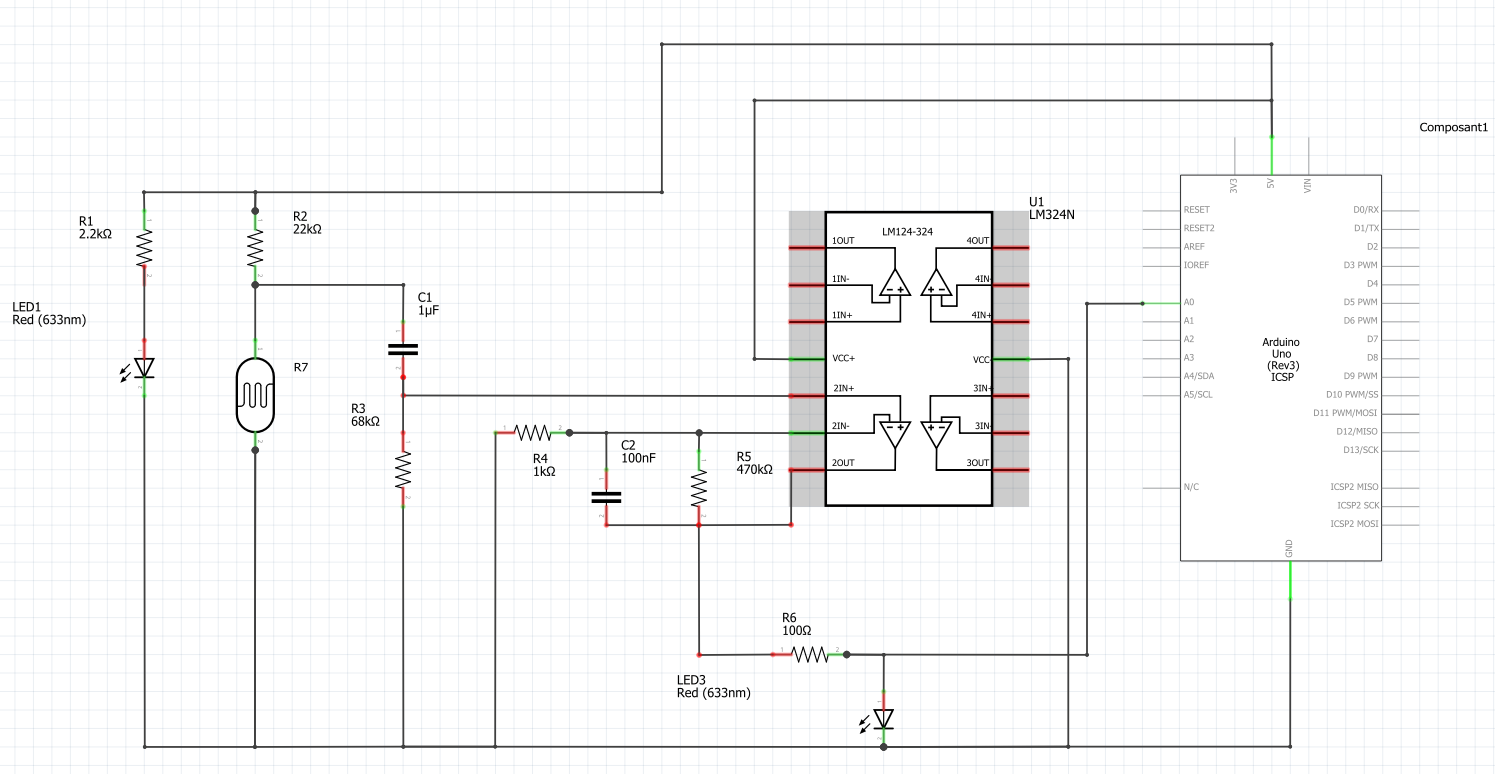 Composant1
3V3
5V
VIN
R1
2.2kΩ
R2
22kΩ
LED1
Red (633nm)
C1
1µF
R7
R3
68kΩ
R4
1kΩ
C2
100nF
R5
470kΩ
U1
LM324N
LM124-324
1OUT
1IN-
1IN+
VCC+
2IN+
2IN-
2OUT
4OUT
4IN-
4IN+
VCC-
3IN+
3IN-
3OUT
RESET
RESET2
AREF
IOREF
A0
A1
A2
A3
A4/SDA
A5/SCL
N/C
Arduino
Uno
(Rev3)
ICSP
D0/RX
D1/TX
D2
D3 PWM
D4
D5 PWM
D6 PWM
D7
D8
D9 PWM
D10 PWM/SS
D11 PWM/MOSI
D12/MISO
D13/SCK
ICSP2 MISO
ICSP2 SCK
ICSP2 MOSI
GND
R6
100Ω
LED3
Red (633nm)